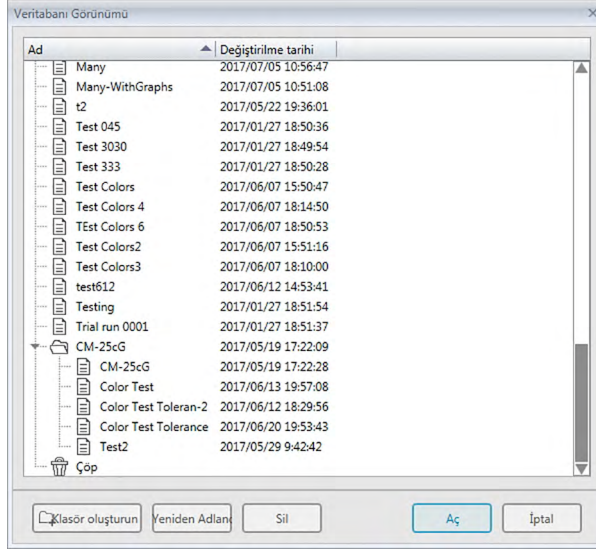 Veritabanı Görünümü
Ad Değiştirilme tarihi
Many 2017/07/05 10:56:47
Many-WithGraphs 2017/07/05 10:51:08
t2 2017/05/22 19:36:01
Test 045 2017/01/27 18:50:36
Test 3030 2017/01/27 18:49:54
Test 333 2017/01/27 18:50:28
Test Colors 2017/06/07 15:50:47
Test Colors 4 2017/06/07 18:14:50
TEst Colors 6 2017/06/07 18:50:53
Test Colors2 2017/06/07 15:51:16
Test Colors3 2017/06/07 18:10:00
test612 2017/06/12 14:53:41
Testing 2017/01/27 18:51:54
Trial run 0001 2017/01/27 18:51:37
CM-25cG 2017/05/19 17:22:09
CM-25cG 2017/05/19 17:22:28
Color Test 2017/06/13 19:57:08
Color Test Toleran-2 2017/06/12 18:29:56
Color Test Tolerance 2017/06/20 19:53:43
Test2 2017/05/29 9:42:42
Çöp
Klasör oluşturun Yeniden Adlanı Sil Aç İptal